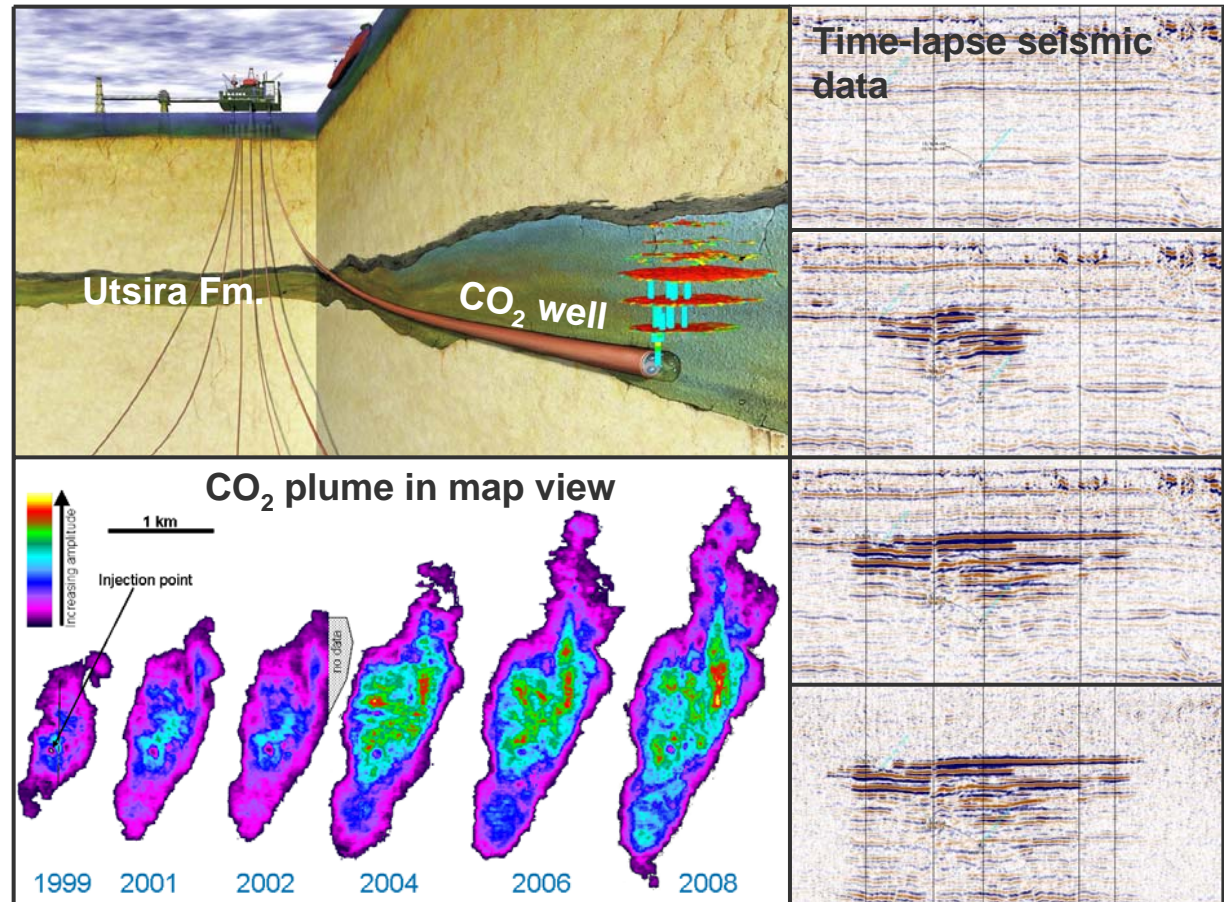 Utsira Fm.
CO₂ well
Time-lapse seismic
data
CO₂ plume in map view
Increasing amplitude
1 km
Injection point
no data
1999
2001
2002
2004
2006
2008